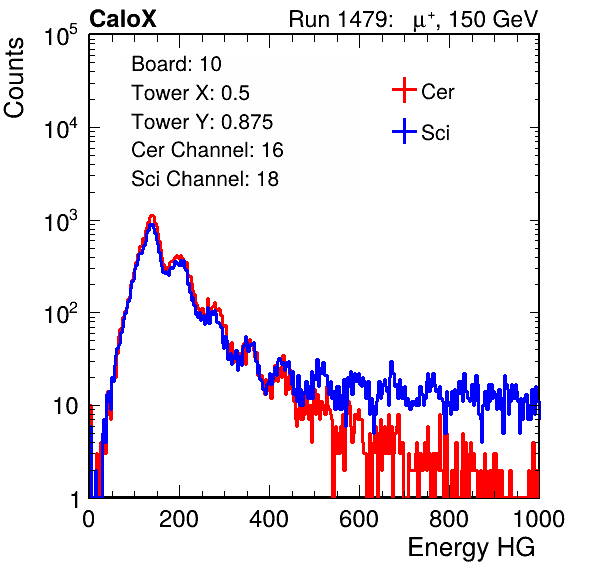 CaloX Run 1479: μ⁺, 150 GeV
Board: 10
Tower X: 0.5
Tower Y: 0.875
Cer Channel: 16
Sci Channel: 18
Cer
Sci
Counts
10⁵
10⁴
10³
10²
10
1
0 200 400 600 800 1000
Energy HG